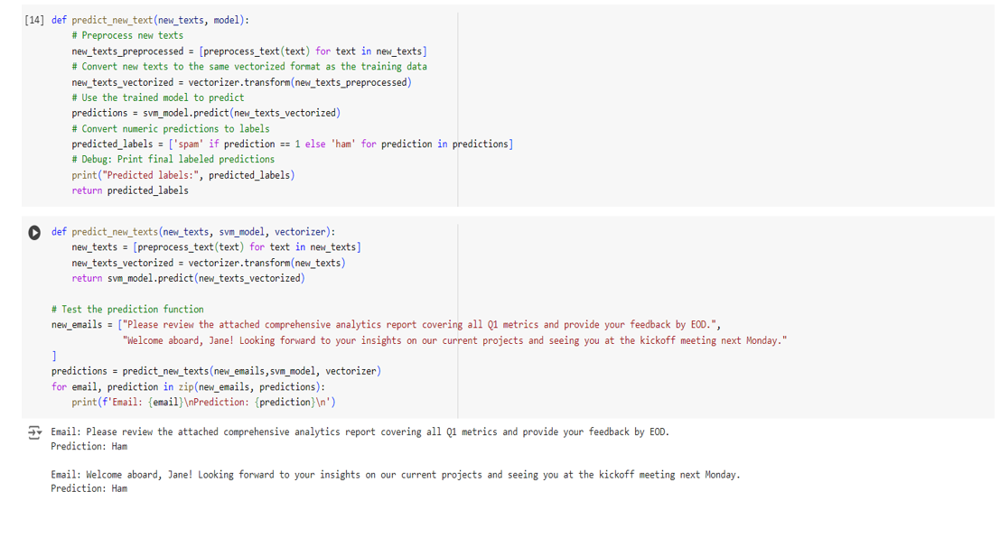 [14] def predict_new_text(new_texts, model):
# Preprocess new texts
new_texts_preprocessed = [preprocess_text(text) for text in new_texts]
# Convert new texts to the same vectorized format as the training data
new_texts_vectorized = vectorizer.transform(new_texts_preprocessed)
# Use the trained model to predict
predictions = svm_model.predict(new_texts_vectorized)
# Convert numeric predictions to labels
predicted_labels = ['spam' if prediction == 1 else 'ham' for prediction in predictions]
# Debug: Print final labeled predictions
print("Predicted labels:", predicted_labels)
return predicted_labels
def predict_new_texts(new_texts, svm_model, vectorizer):
new_texts = [preprocess_text(text) for text in new_texts]
new_texts_vectorized = vectorizer.transform(new_texts)
return svm_model.predict(new_texts_vectorized)
# Test the prediction function
new_emails = ["Please review the attached comprehensive analytics report covering all Q1 metrics and provide your feedback by EOD.",
"Welcome aboard, Jane! Looking forward to your insights on our current projects and seeing you at the kickoff meeting next Monday."
]
predictions = predict_new_texts(new_emails,svm_model, vectorizer)
for email, prediction in zip(new_emails, predictions):
print(f'Email: {email}\nPrediction: {prediction}\n')
Email: Please review the attached comprehensive analytics report covering all Q1 metrics and provide your feedback by EOD.
Prediction: Ham
Email: Welcome aboard, Jane! Looking forward to your insights on our current projects and seeing you at the kickoff meeting next Monday.
Prediction: Ham